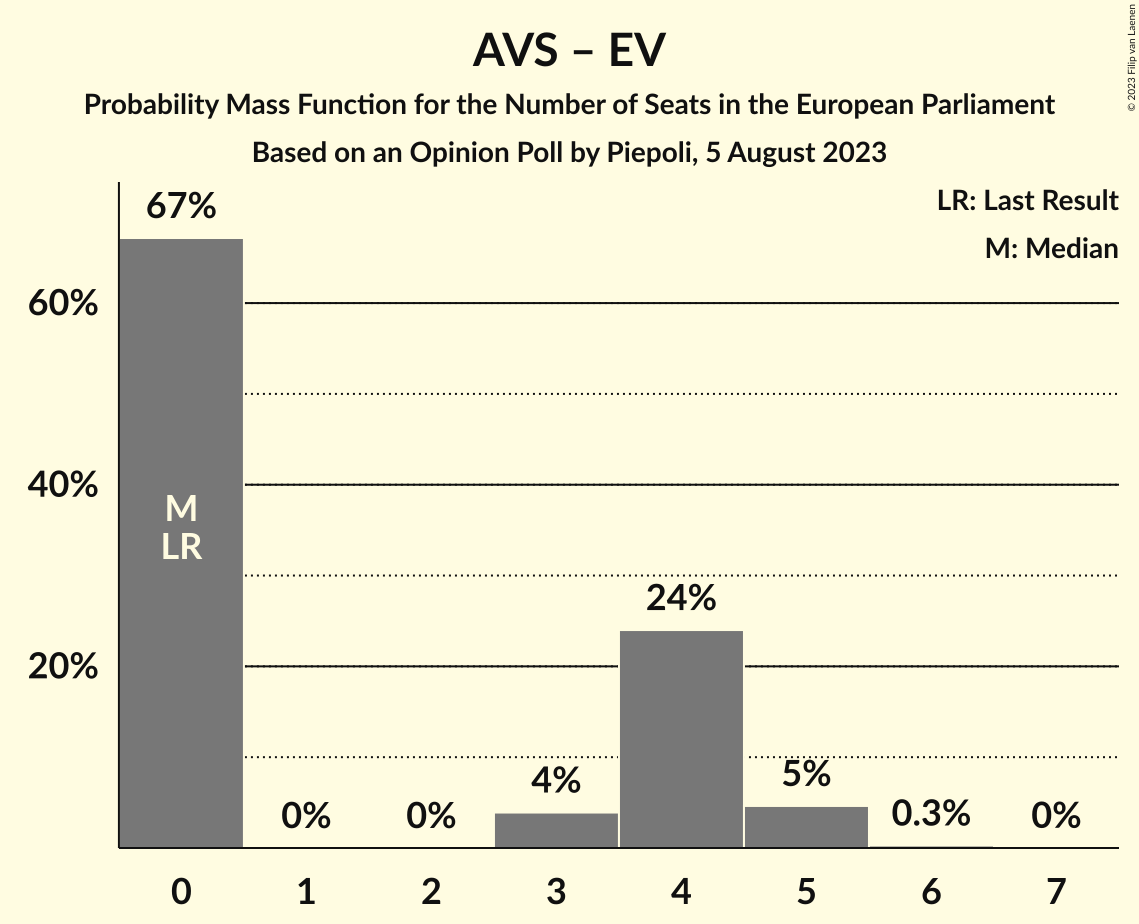 AVS – EV
Probability Mass Function for the Number of Seats in the European Parliament
Based on an Opinion Poll by Piepoli, 5 August 2023
© 2023 Filip van Laenen
LR: Last Result
M: Median
67%
60%
40%
20%
M
LR
0%
0%
4%
24%
5%
0.3%
0%
0 1 2 3 4 5 6 7